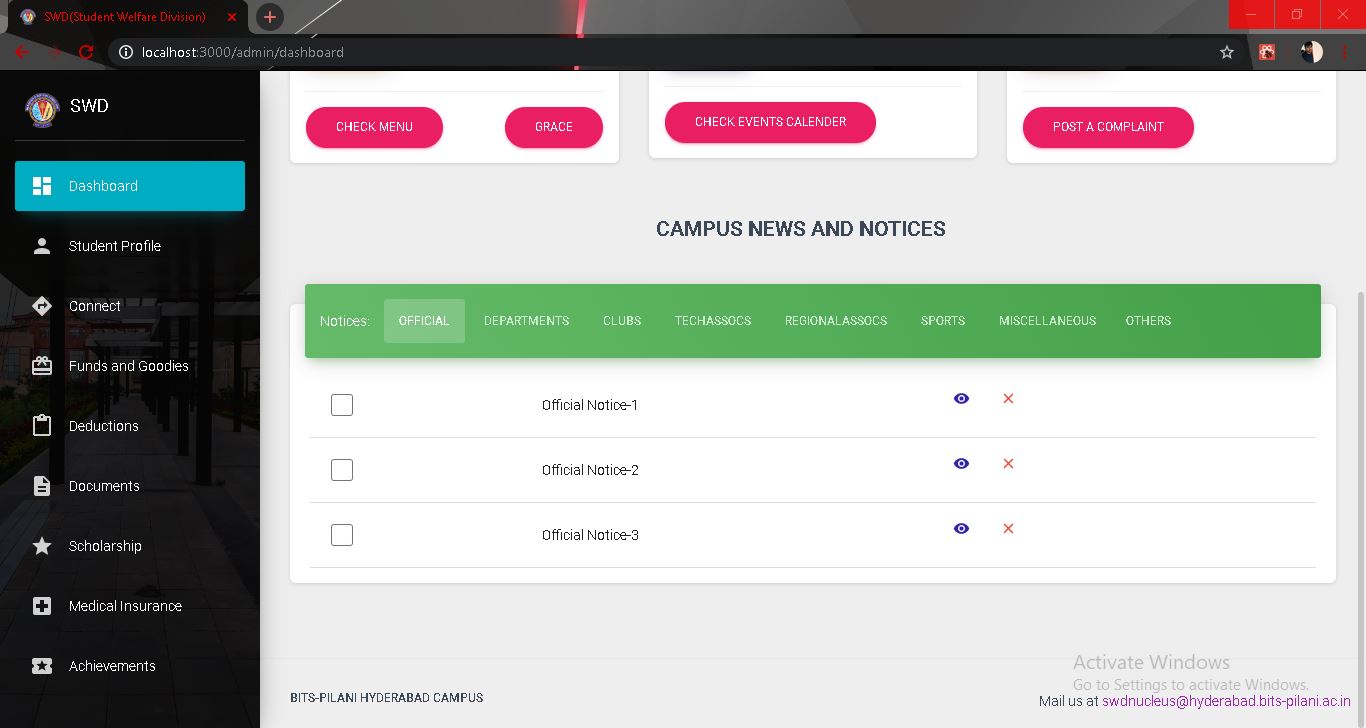 SWD(Student Welfare Division)
localhost:3000/admin/dashboard
SWD
Dashboard
Student Profile
Connect
Funds and Goodies
Deductions
Documents
Scholarship
Medical Insurance
Achievements
CHECK MENU GRACE CHECK EVENTS CALENDER POST A COMPLAINT
CAMPUS NEWS AND NOTICES
Notices: OFFICIAL DEPARTMENTS CLUBS TECHASSOCS REGIONALASSOCS SPORTS MISCELLANEOUS OTHERS
Official Notice-1
Official Notice-2
Official Notice-3
Activate Windows
Go to Settings to activate Windows.
BITS-PILANI HYDERABAD CAMPUS Mail us at swdnucleus@hyderabad.bits-pilani.ac.in